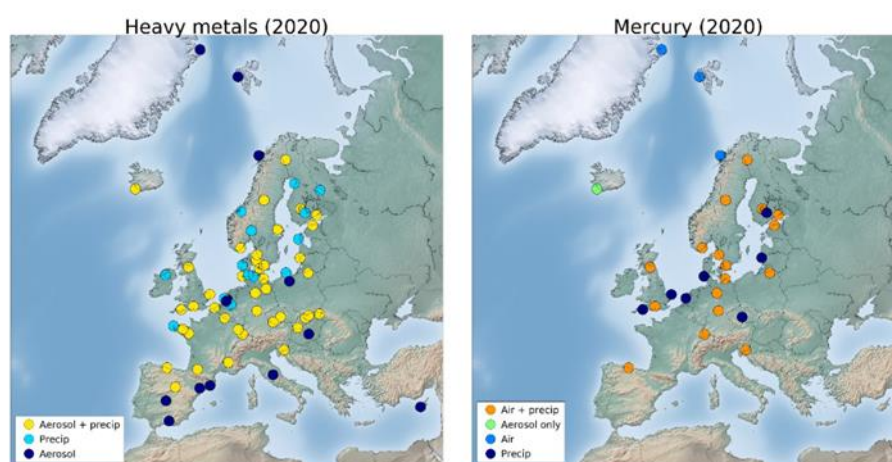 Heavy metals (2020)
Aerosol + precip
Precip
Aerosol
Mercury (2020)
Air + precip
Aerosol only
Air
Precip